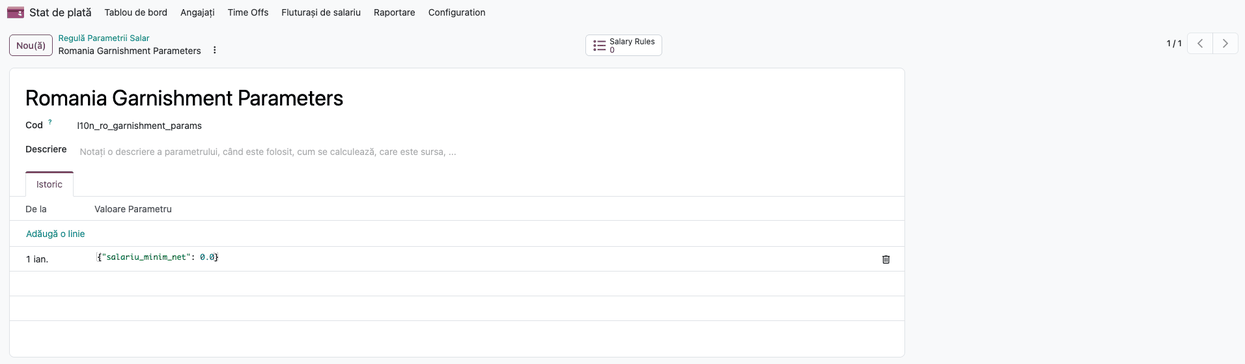 Stat de plată Tablou de bord Angajați Time Offs Fluturași de salariu Raportare Configuration
Nou(ă) Regulă Parametrii Salar
Romania Garnishment Parameters
Salary Rules
0
1 / 1
Romania Garnishment Parameters
Cod ? l10n_ro_garnishment_params
Descriere Notați o descriere a parametrului, când este folosit, cum se calculează, care este sursa, ...
Istoric
De la Valoare Parametru
Adăugă o linie
1 ian. {"salariu_minim_net": 0.0}